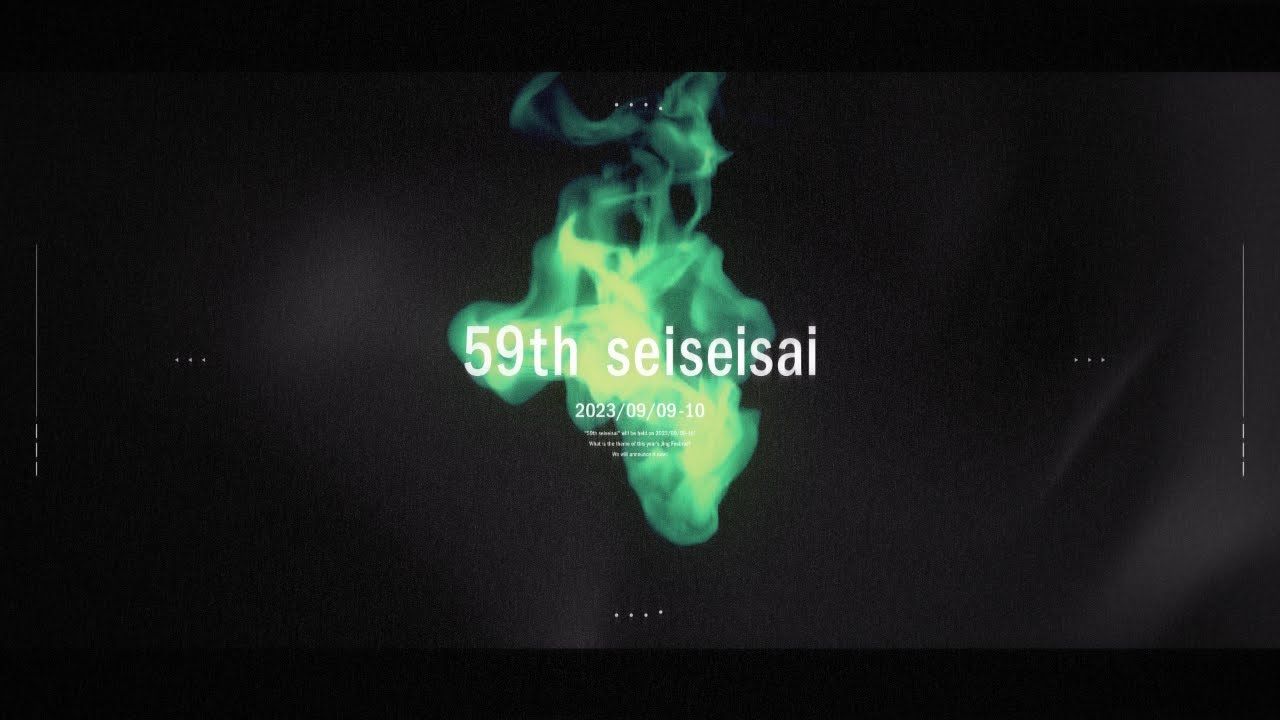 59th seiseisai
2023/09/09-10
"59th seiseisai" will be held on 2023/09/09-10!
What is the theme of this year's Jing Festival?
We will announce it now!